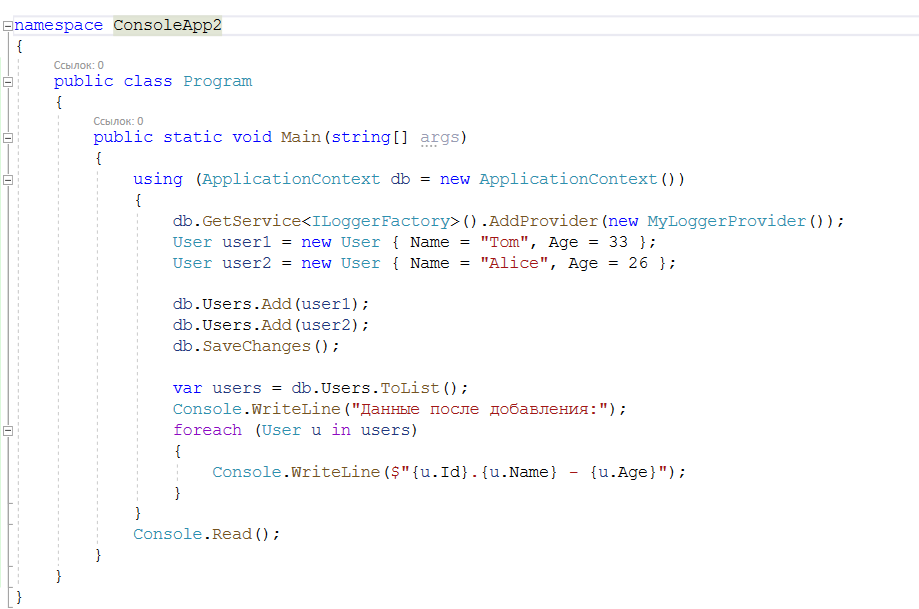 namespace ConsoleApp2
{
Ссылок: 0
public class Program
{
Ссылок: 0
public static void Main(string[] args)
{
using (ApplicationContext db = new ApplicationContext())
{
db.GetService<ILoggerFactory>().AddProvider(new MyLoggerProvider());
User user1 = new User { Name = "Tom", Age = 33 };
User user2 = new User { Name = "Alice", Age = 26 };
db.Users.Add(user1);
db.Users.Add(user2);
db.SaveChanges();
var users = db.Users.ToList();
Console.WriteLine("Данные после добавления:");
foreach (User u in users)
{
Console.WriteLine($"{u.Id}.{u.Name} - {u.Age}");
}
}
Console.Read();
}
}
}